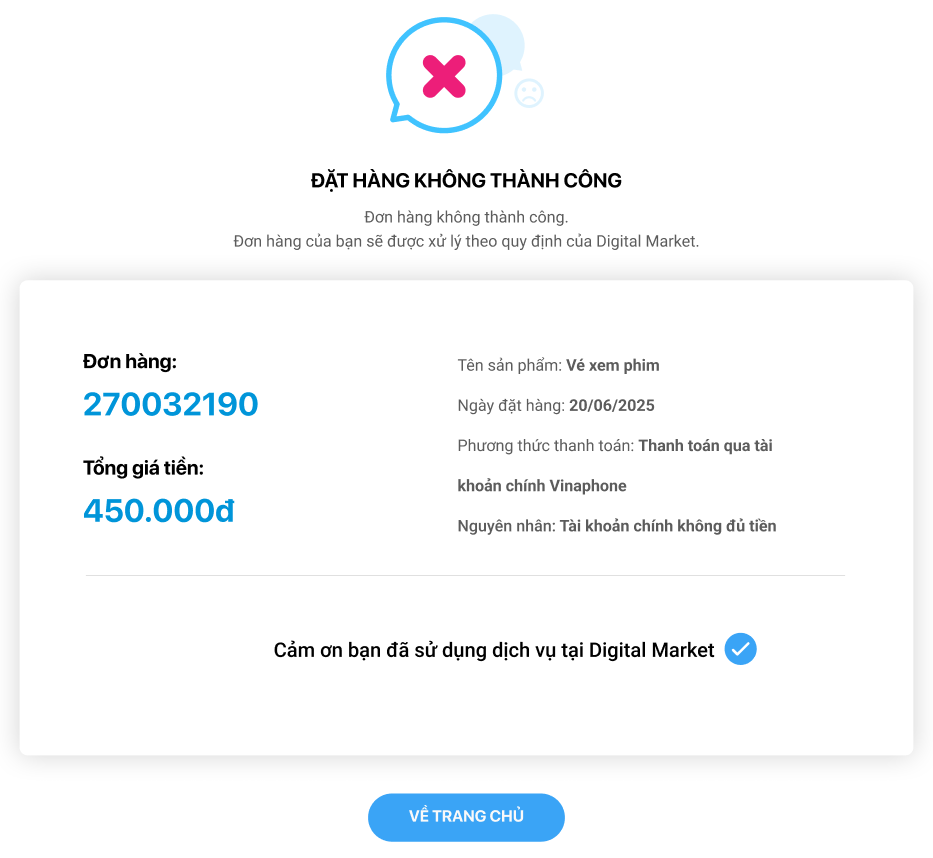 ĐẶT HÀNG KHÔNG THÀNH CÔNG
Đơn hàng không thành công.
Đơn hàng của bạn sẽ được xử lý theo quy định của Digital Market.
Đơn hàng:
270032190
Tổng giá tiền:
450.000đ
Tên sản phẩm: Vé xem phim
Ngày đặt hàng: 20/06/2025
Phương thức thanh toán: Thanh toán qua tài
khoản chính Vinaphone
Nguyên nhân: Tài khoản chính không đủ tiền
Cảm ơn bạn đã sử dụng dịch vụ tại Digital Market
VỀ TRANG CHỦ